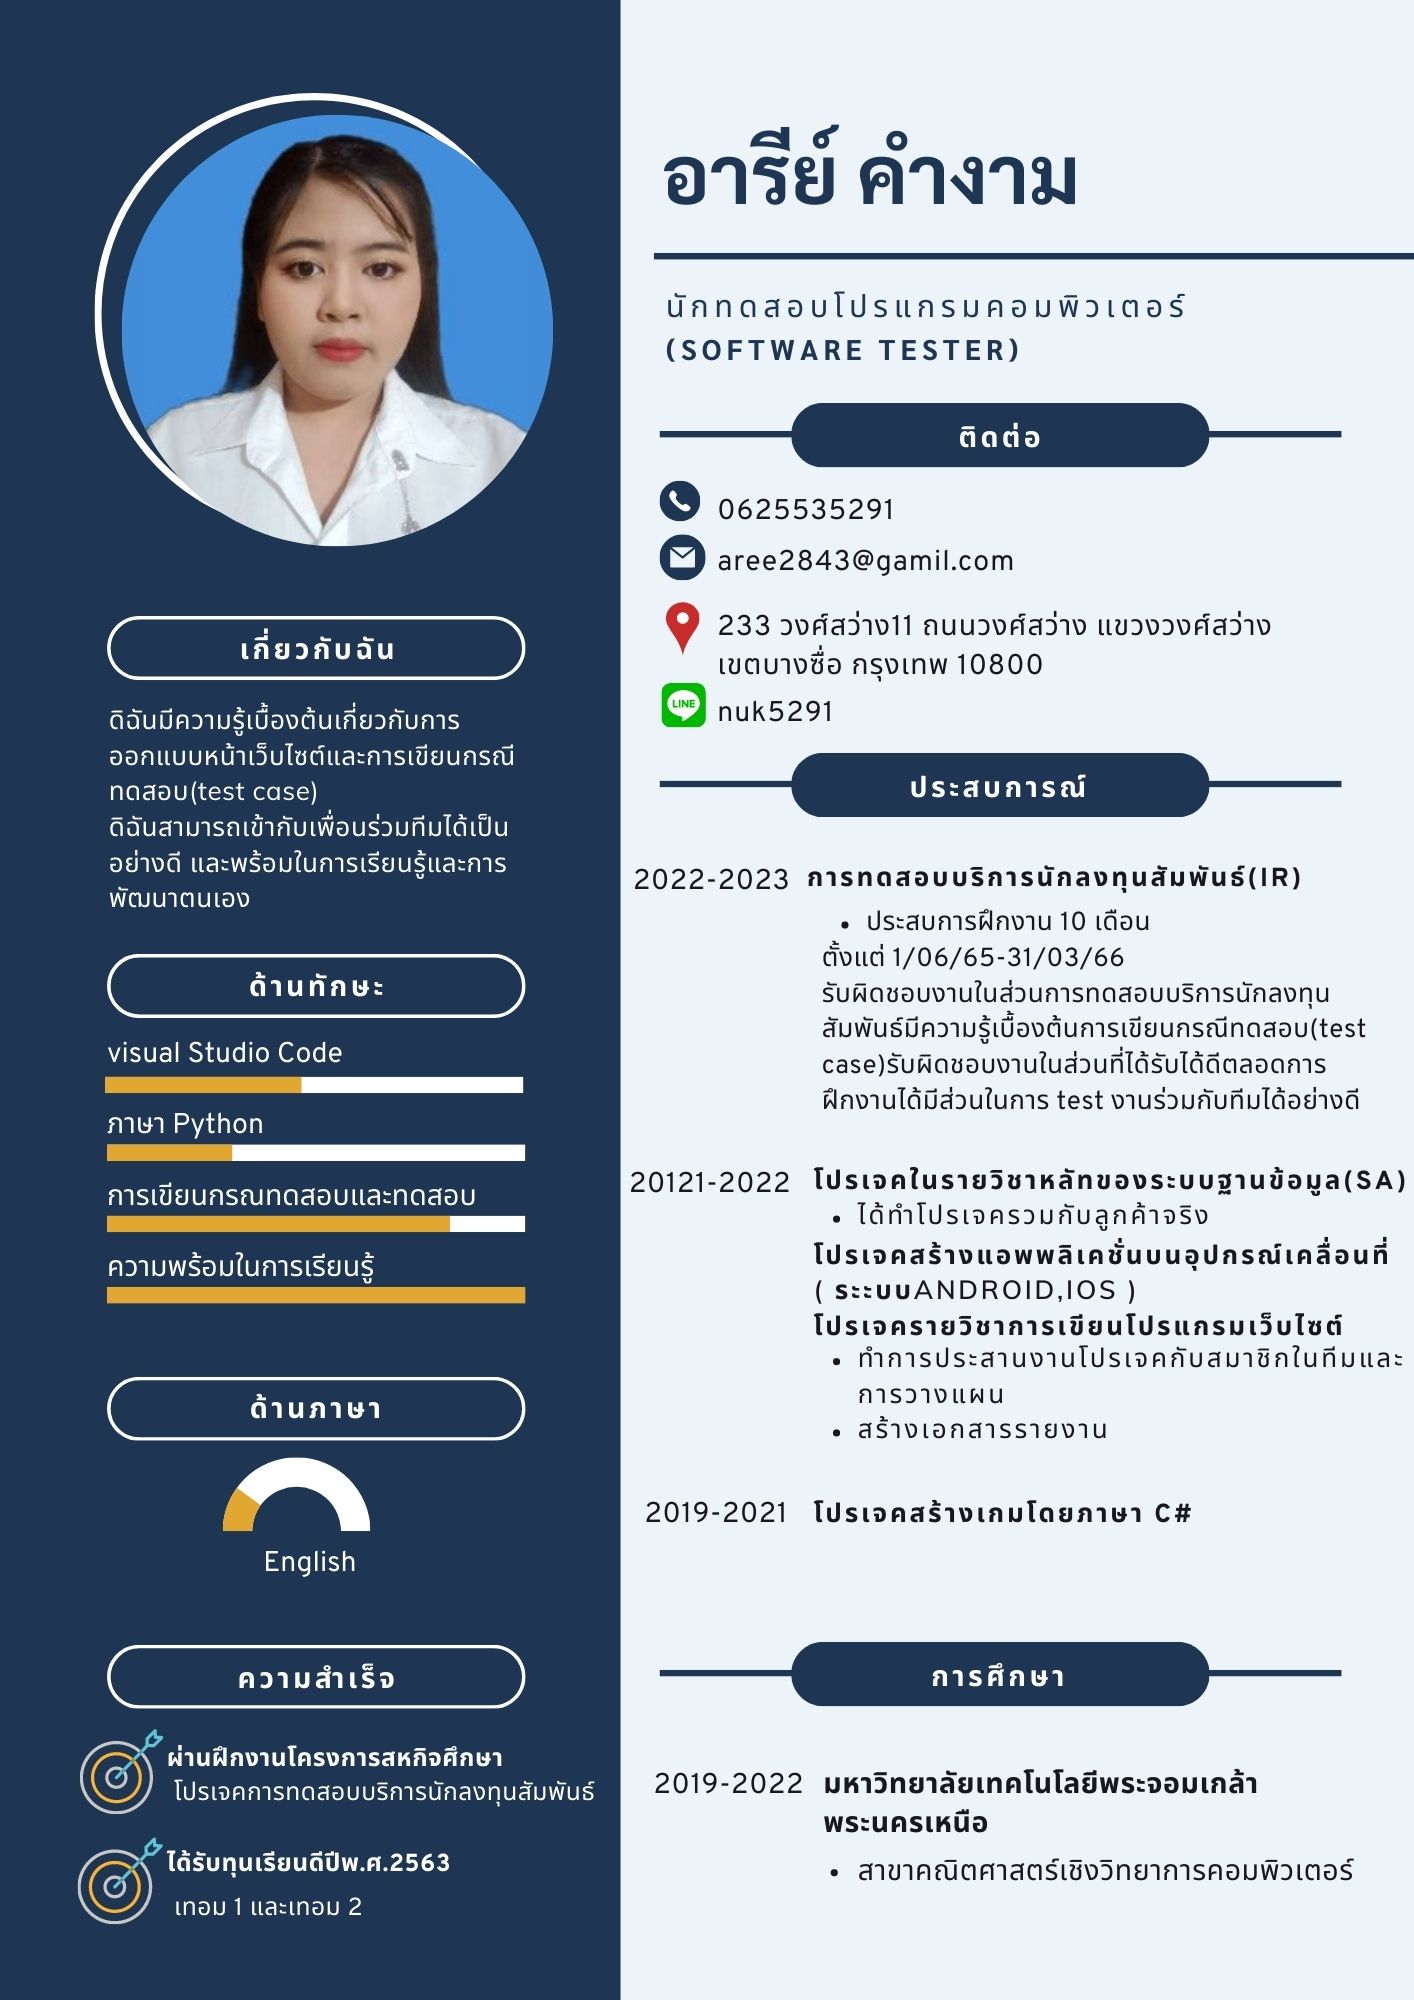 อารีย์ คำงาม
นักทดสอบโปรแกรมคอมพิวเตอร์
(SOFTWARE TESTER)
ติดต่อ
0625535291
aree2843@gamil.com
233 วงศ์สว่าง11 ถนนวงศ์สว่าง แขวงวงศ์สว่าง
เขตบางซื่อ กรุงเทพ 10800
LINE
nuk5291
เกี่ยวกับฉัน
ดิฉันมีความรู้เบื้องต้นเกี่ยวกับการ
ออกแบบหน้าเว็บไซต์และการเขียนกรณี
ทดสอบ(test case)
ดิฉันสามารถเข้ากับเพื่อนร่วมทีมได้เป็น
อย่างดี และพร้อมในการเรียนรู้และการ
พัฒนาตนเอง
ด้านทักษะ
visual Studio Code
ภาษา Python
การเขียนกรณทดสอบและทดสอบ
ความพร้อมในการเรียนรู้
ด้านภาษา
English
ความสำเร็จ
ผ่านฝึกงานโครงการสหกิจศึกษา
โปรเจคการทดสอบบริการนักลงทุนสัมพันธ์
ได้รับทุนเรียนดีปีพ.ศ.2563
เทอม 1 และเทอม 2
ประสบการณ์
2022-2023 การทดสอบบริการนักลงทุนสัมพันธ์(IR)
• ประสบการฝึกงาน 10 เดือน
ตั้งแต่ 1/06/65-31/03/66
รับผิดชอบงานในส่วนการทดสอบบริการนักลงทุน
สัมพันธ์มีความรู้เบื้องต้นการเขียนกรณีทดสอบ(test
case)รับผิดชอบงานในส่วนที่ได้รับได้ดีตลอดการ
ฝึกงานได้มีส่วนในการ test งานร่วมกับทีมได้อย่างดี
20121-2022 โปรเจคในรายวิชาหลัทของระบบฐานข้อมูล(SA)
• ได้ทำโปรเจครวมกับลูกค้าจริง
โปรเจคสร้างแอพพลิเคชั่นบนอุปกรณ์เคลื่อนที่
( ระะบบANDROID,IOS )
โปรเจครายวิชาการเขียนโปรแกรมเว็บไซต์
• ทำการประสานงานโปรเจคกับสมาชิกในทีมและ
การวางแผน
• สร้างเอกสารรายงาน
2019-2021 โปรเจคสร้างเกมโดยภาษา C#
การศึกษา
2019-2022 มหาวิทยาลัยเทคโนโลยีพระจอมเกล้า
พระนครเหนือ
• สาขาคณิตศาสตร์เชิงวิทยาการคอมพิวเตอร์